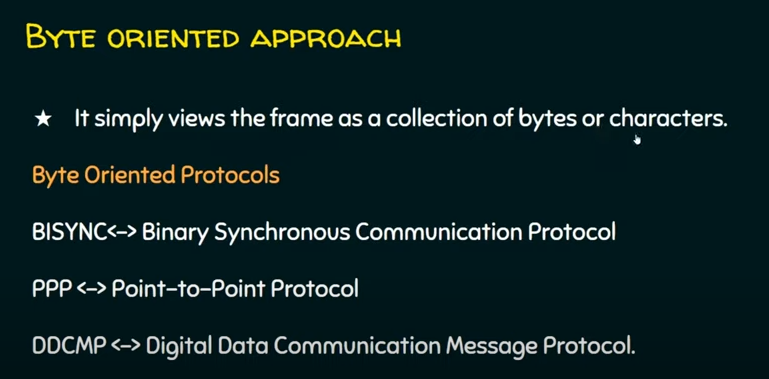 Byte oriented approach
★ It simply views the frame as a collection of bytes or characters.
Byte Oriented Protocols
BISYNC<-> Binary Synchronous Communication Protocol
PPP <-> Point-to-Point Protocol
DDCMP <-> Digital Data Communication Message Protocol.